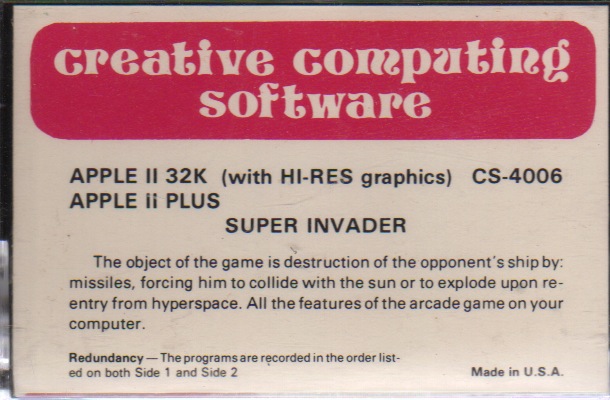 creative computing
software
APPLE II 32K (with HI-RES graphics) CS-4006
APPLE ii PLUS
SUPER INVADER
The object of the game is destruction of the opponent's ship by:
missiles, forcing him to collide with the sun or to explode upon re-
entry from hyperspace. All the features of the arcade game on your
computer.
Redundancy — The programs are recorded in the order list-
ed on both Side 1 and Side 2
Made in U.S.A.